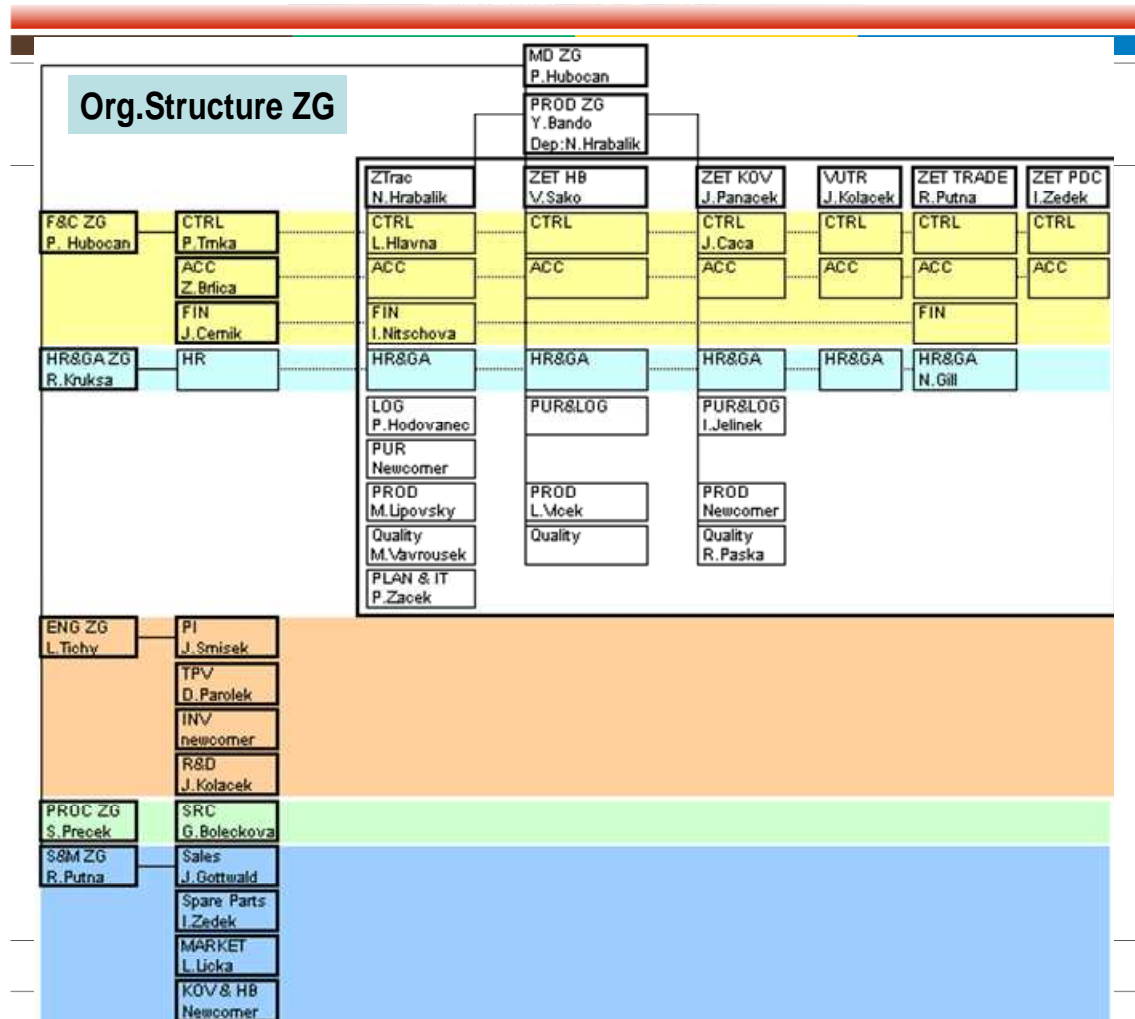 MD ZG
P.Hubocan
Org.Structure ZG
PROD ZG
Y.Bando
Dep:N.Hrabalik
ZTrac
N.Hrabalik
ZET HB
V.Sako
ZET KOV
J.Panacek
VUTR
J.Kolacek
ZET TRADE
R.Putna
ZET PDC
I.Zedek
F&C ZG
P. Hubocan
CTRL
P.Trnka
CTRL
L.Hlavna
CTRL
CTRL
J.Caca
CTRL
CTRL
CTRL
ACC
Z.Brlica
ACC
ACC
ACC
ACC
ACC
ACC
FIN
J.Cernik
FIN
I.Nitschova
FIN
HR&GA ZG
R.Kruksa
HR
HR&GA
HR&GA
HR&GA
HR&GA
HR&GA
N.Gill
LOG
P.Hodovanec
PUR&LOG
PUR&LOG
I.Jelinek
PUR
Newcomer
PROD
M.Lipovsky
PROD
L.Vlcek
PROD
Newcomer
Quality
M.Vavrousek
Quality
Quality
R.Paska
PLAN & IT
P.Zacek
ENG ZG
L.Tichy
PI
J.Smisek
TPV
D.Parolek
INV
newcomer
R&D
J.Kolacek
PROC ZG
S.Precek
SRC
G.Boleckova
S&M ZG
R.Putna
Sales
J.Gottwald
Spare Parts
I.Zedek
MARKET
L.Licka
KOV & HB
Newcomer